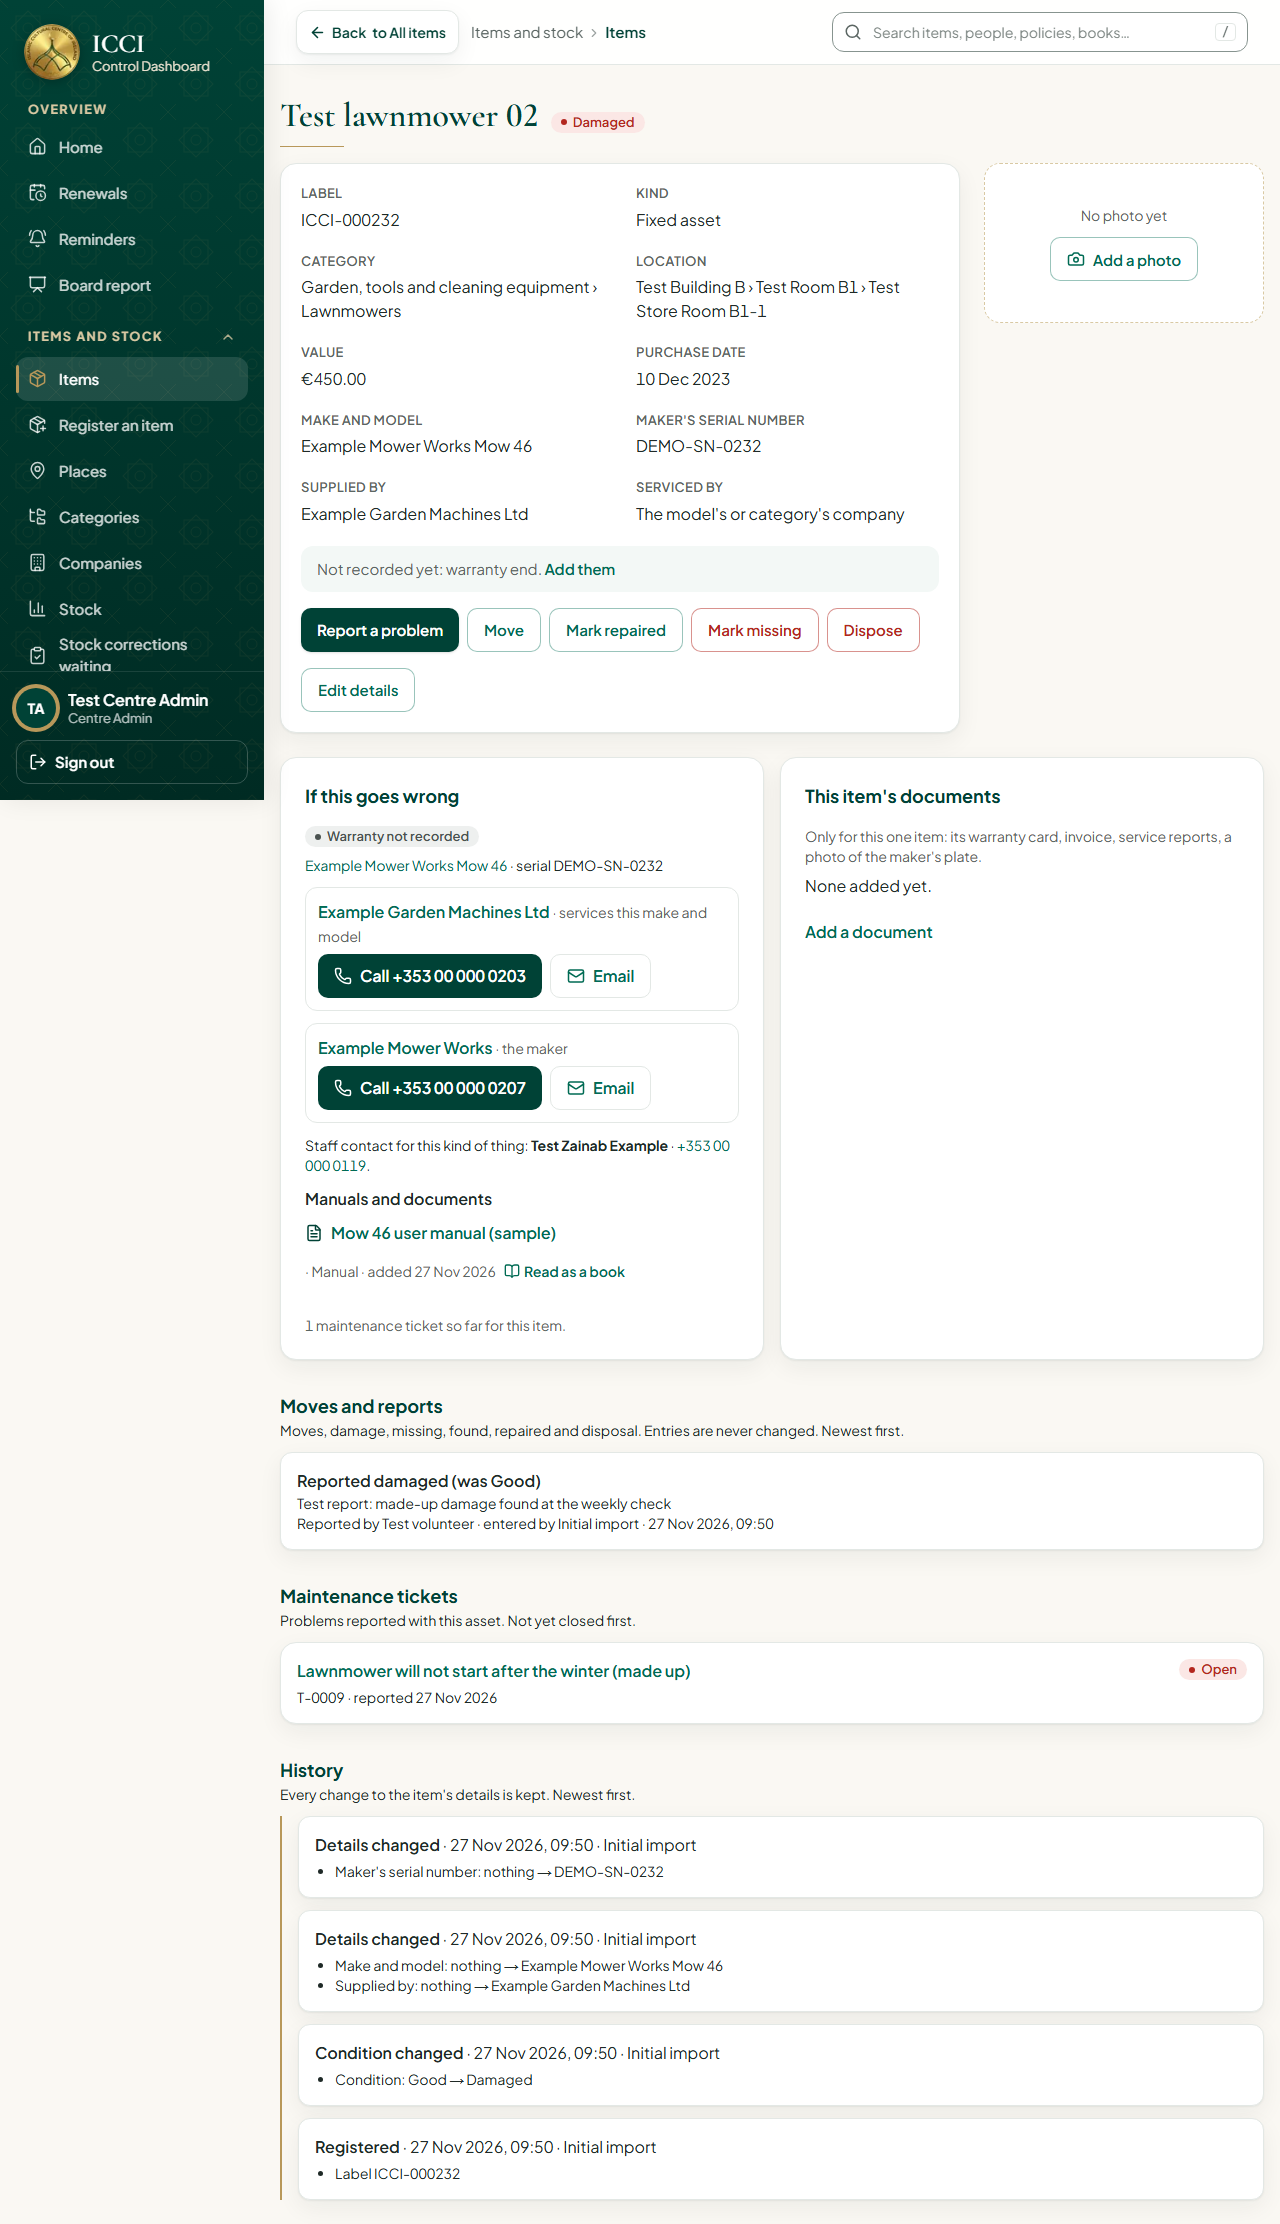 ICCI
Control Dashboard
OVERVIEW
Home
Renewals
Reminders
Board report
ITEMS AND STOCK
Items
Register an item
Places
Categories
Companies
Stock
Stock corrections
waiting
TA
Test Centre Admin
Centre Admin
Sign out
Back to All items
Items and stock › Items
Search items, people, policies, books…
/
Test lawnmower 02
Damaged
LABEL
ICCI-000232
KIND
Fixed asset
CATEGORY
Garden, tools and cleaning equipment ›
Lawnmowers
LOCATION
Test Building B › Test Room B1 › Test
Store Room B1-1
VALUE
€450.00
PURCHASE DATE
10 Dec 2023
MAKE AND MODEL
Example Mower Works Mow 46
MAKER'S SERIAL NUMBER
DEMO-SN-0232
SUPPLIED BY
Example Garden Machines Ltd
SERVICED BY
The model's or category's company
Not recorded yet: warranty end. Add them
Report a problem
Move
Mark repaired
Mark missing
Dispose
Edit details
No photo yet
Add a photo
If this goes wrong
Warranty not recorded
Example Mower Works Mow 46 · serial DEMO-SN-0232
Example Garden Machines Ltd · services this make and
model
Call +353 00 000 0203
Email
Example Mower Works · the maker
Call +353 00 000 0207
Email
Staff contact for this kind of thing: Test Zainab Example · +353 00
000 0119.
Manuals and documents
Mow 46 user manual (sample)
· Manual · added 27 Nov 2026 Read as a book
1 maintenance ticket so far for this item.
This item's documents
Only for this one item: its warranty card, invoice, service reports, a
photo of the maker's plate.
None added yet.
Add a document
Moves and reports
Moves, damage, missing, found, repaired and disposal. Entries are never changed. Newest first.
Reported damaged (was Good)
Test report: made-up damage found at the weekly check
Reported by Test volunteer · entered by Initial import · 27 Nov 2026, 09:50
Maintenance tickets
Problems reported with this asset. Not yet closed first.
Lawnmower will not start after the winter (made up)
Open
T-0009 · reported 27 Nov 2026
History
Every change to the item's details is kept. Newest first.
Details changed · 27 Nov 2026, 09:50 · Initial import
• Maker's serial number: nothing → DEMO-SN-0232
Details changed · 27 Nov 2026, 09:50 · Initial import
• Make and model: nothing → Example Mower Works Mow 46
• Supplied by: nothing → Example Garden Machines Ltd
Condition changed · 27 Nov 2026, 09:50 · Initial import
• Condition: Good → Damaged
Registered · 27 Nov 2026, 09:50 · Initial import
• Label ICCI-000232